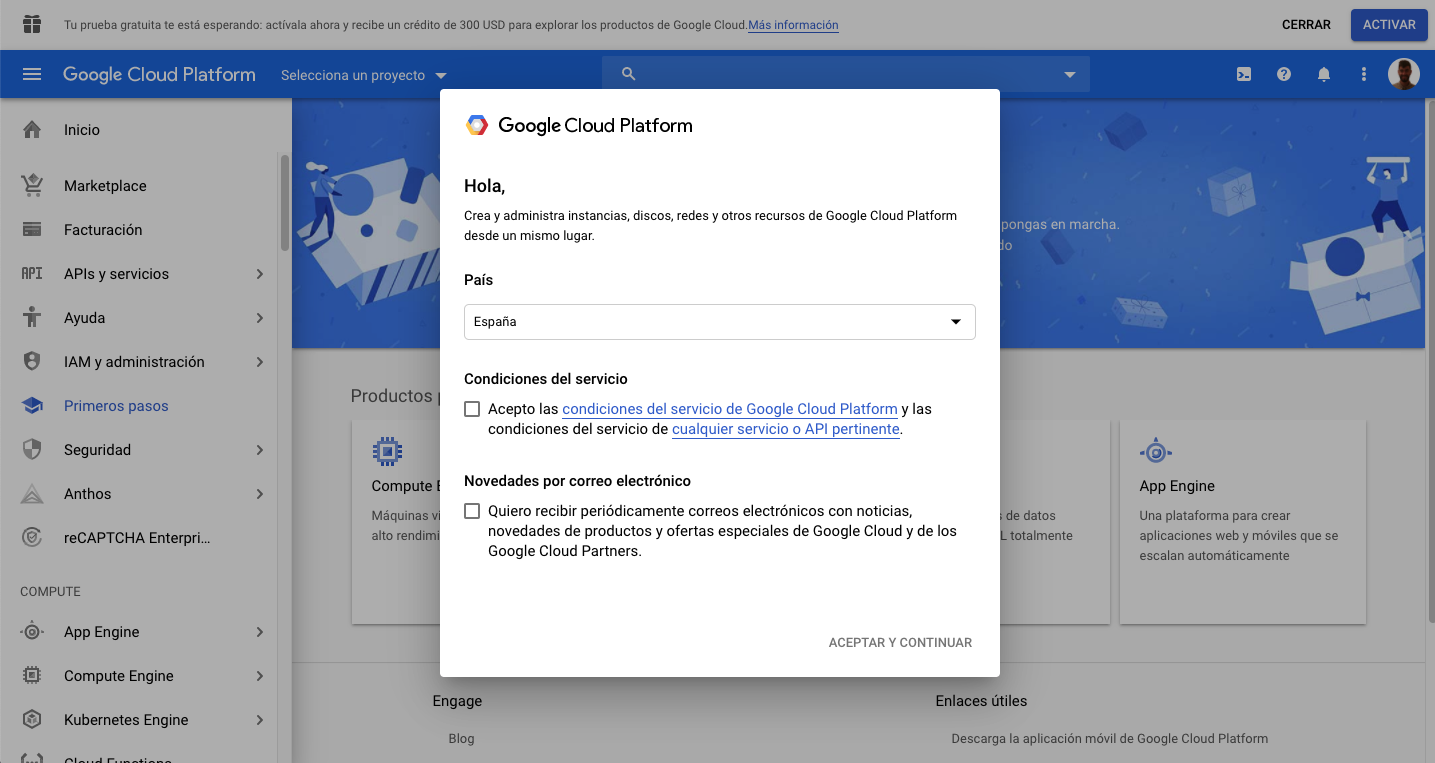 Tu prueba gratuita te está esperando: actívala ahora y recibe un crédito de 300 USD para explorar los productos de Google Cloud.Más información
CERRAR
ACTIVAR
Google Cloud Platform
Selecciona un proyecto
Inicio
Marketplace
Facturación
API
APIs y servicios
Ayuda
IAM y administración
Primeros pasos
Seguridad
Anthos
reCAPTCHA Enterpri...
COMPUTE
App Engine
Compute Engine
Kubernetes Engine
Cloud Functions
Google Cloud Platform
Hola,
Crea y administra instancias, discos, redes y otros recursos de Google Cloud Platform
desde un mismo lugar.
País
España
Condiciones del servicio
Acepto las condiciones del servicio de Google Cloud Platform y las
condiciones del servicio de cualquier servicio o API pertinente.
Novedades por correo electrónico
Quiero recibir periódicamente correos electrónicos con noticias,
novedades de productos y ofertas especiales de Google Cloud y de los
Google Cloud Partners.
ACEPTAR Y CONTINUAR
pongas en marcha.
do
Productos
Compute
Máquinas
alto
s de datos
L totalmente
App Engine
Una plataforma para crear
aplicaciones web y móviles que se
escalan automáticamente
Engage
Blog
Enlaces útiles
Descarga la aplicación móvil de Google Cloud Platform